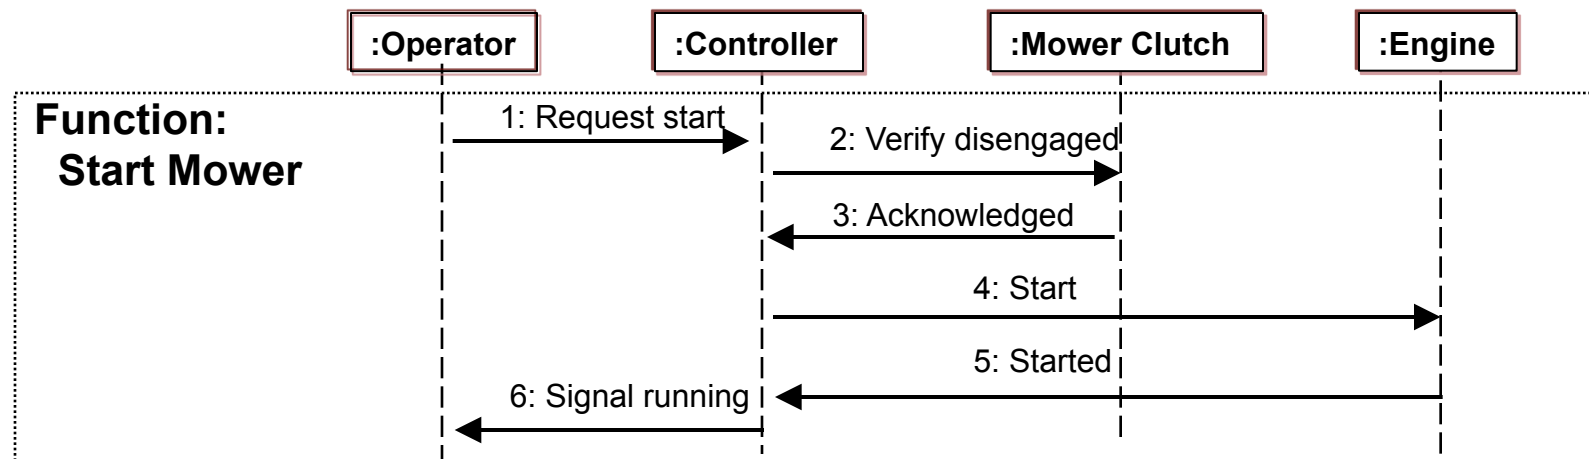 :Operator
:Controller
:Mower Clutch
:Engine
Function:
Start Mower
1: Request start
2: Verify disengaged
3: Acknowledged
4: Start
5: Started
6: Signal running